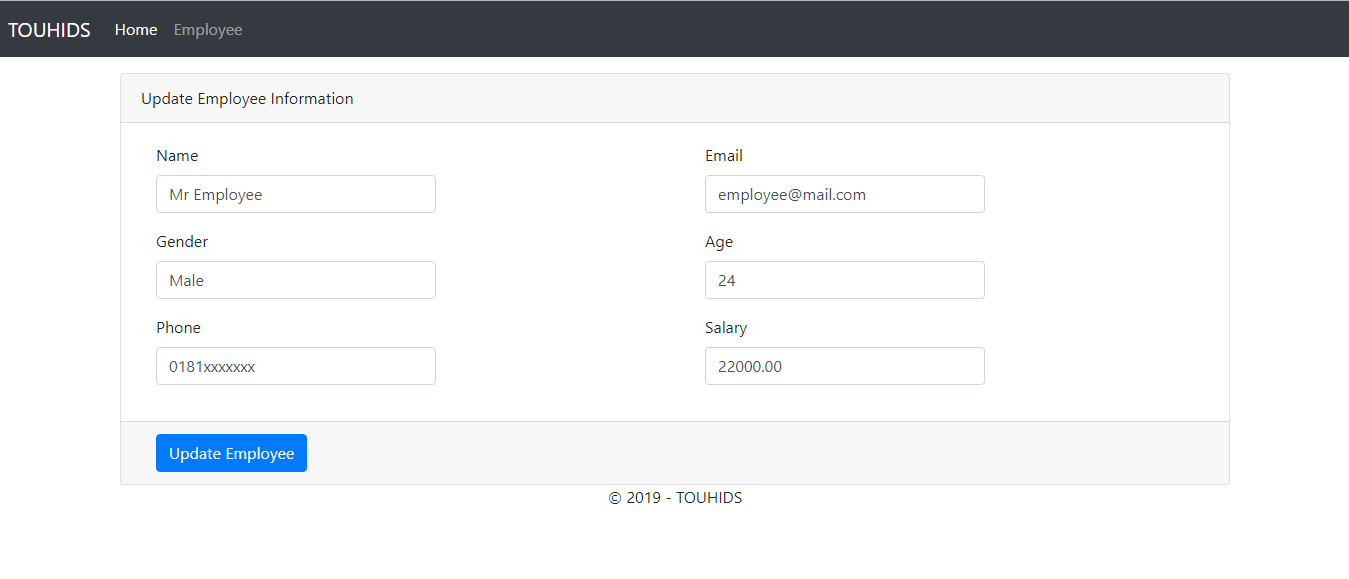 TOUHIDS Home Employee
Update Employee Information
Name Email
Mr Employee employee@mail.com
Gender Age
Male 24
Phone Salary
0181xxxxxxx 22000.00
Update Employee
© 2019 - TOUHIDS